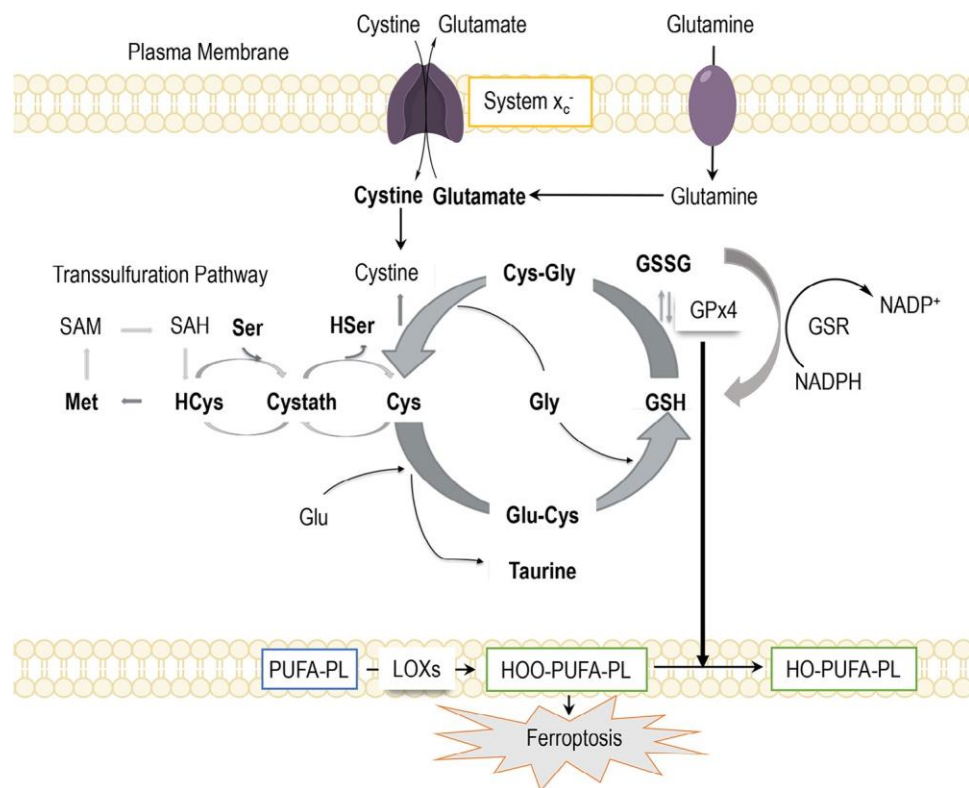 Cystine Glutamate
Glutamine
Plasma Membrane
System xc-
Cystine Glutamate
Glutamine
Transsulfuration Pathway
Cystine
Cys-Gly
GSSG
GPx4
NADP+
GSR
NADPH
SAM
SAH
Ser
HSer
Met
HCys
Cystath
Cys
Gly
GSH
Glu
Glu-Cys
Taurine
PUFA-PL
LOXs
HOO-PUFA-PL
HO-PUFA-PL
Ferroptosis